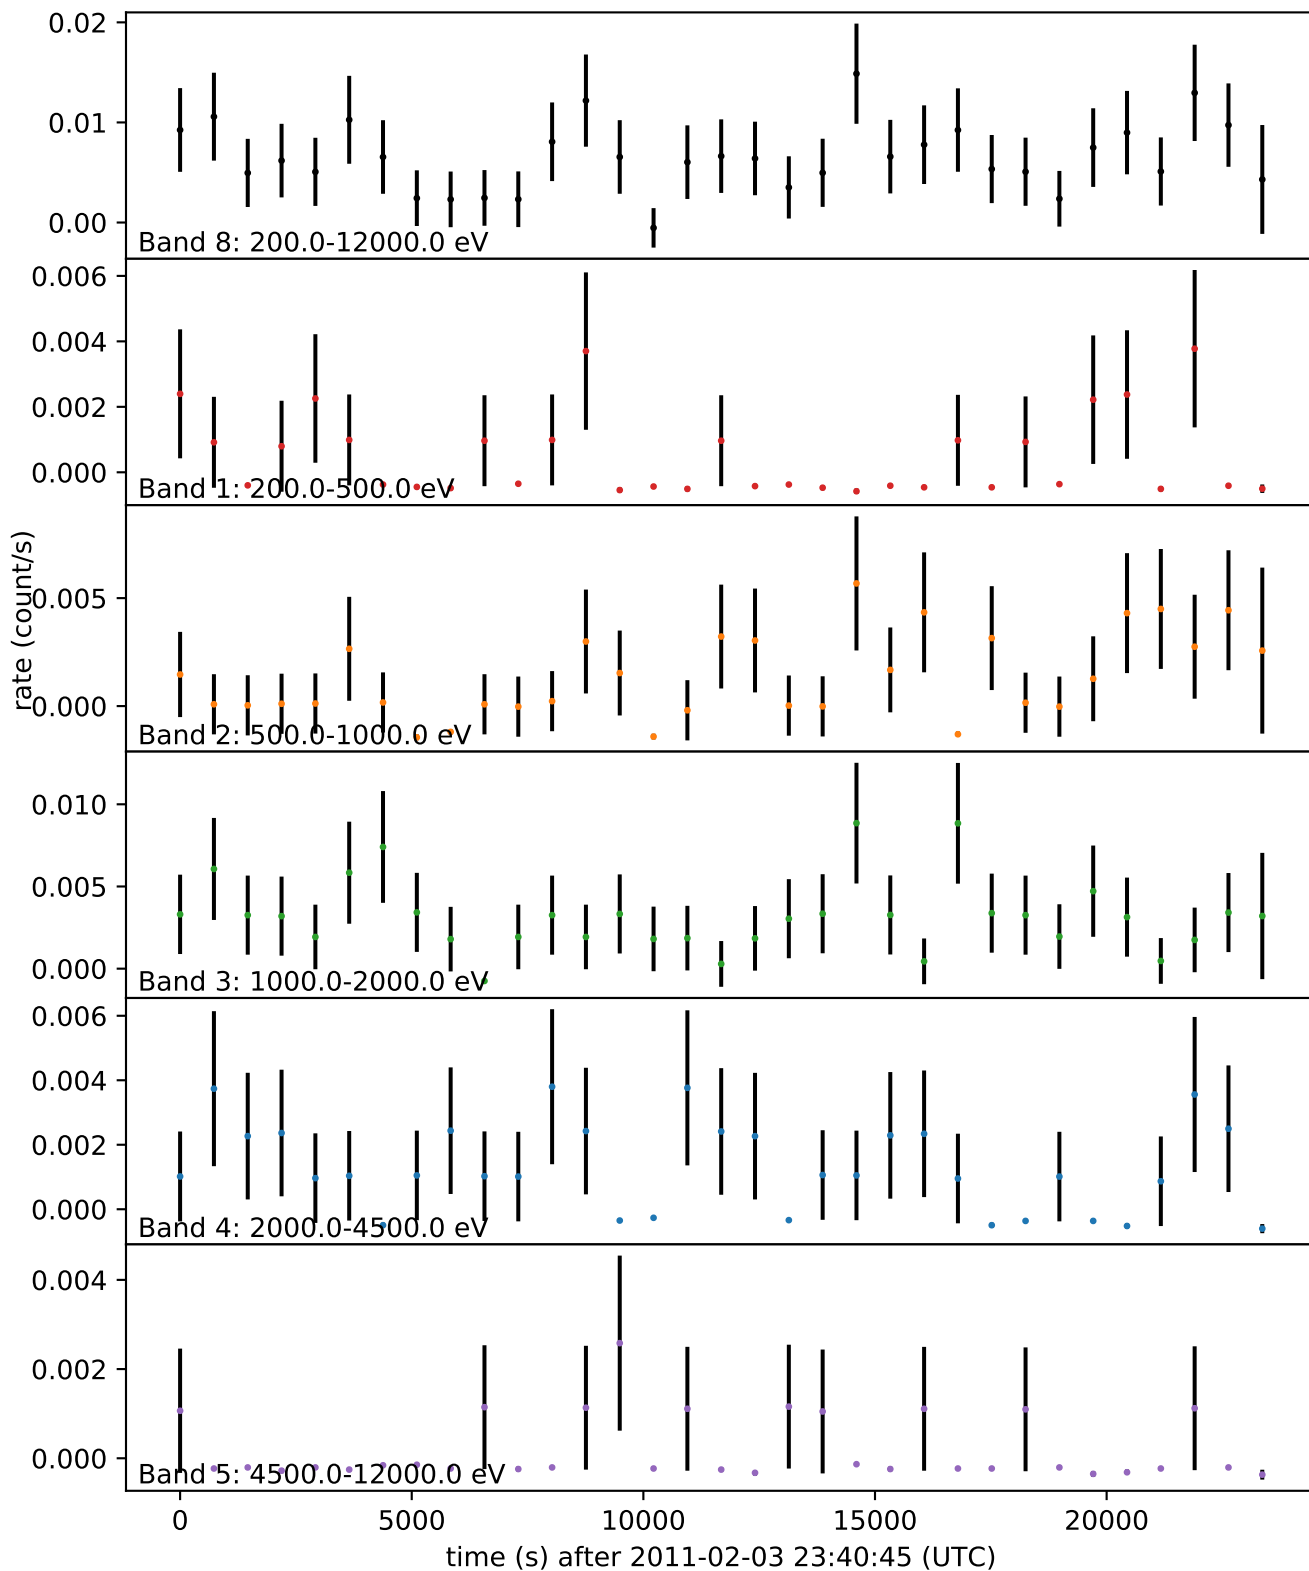 0.02
0.01
0.00
Band 8: 200.0-12000.0 eV
0.006
0.004
0.002
0.000
Band 1: 200.0-500.0 eV
rate (count/s)
0.005
0.000
Band 2: 500.0-1000.0 eV
0.010
0.005
0.000
Band 3: 1000.0-2000.0 eV
0.006
0.004
0.002
0.000
Band 4: 2000.0-4500.0 eV
0.004
0.002
0.000
Band 5: 4500.0-12000.0 eV
0 5000 10000 15000 20000
time (s) after 2011-02-03 23:40:45 (UTC)